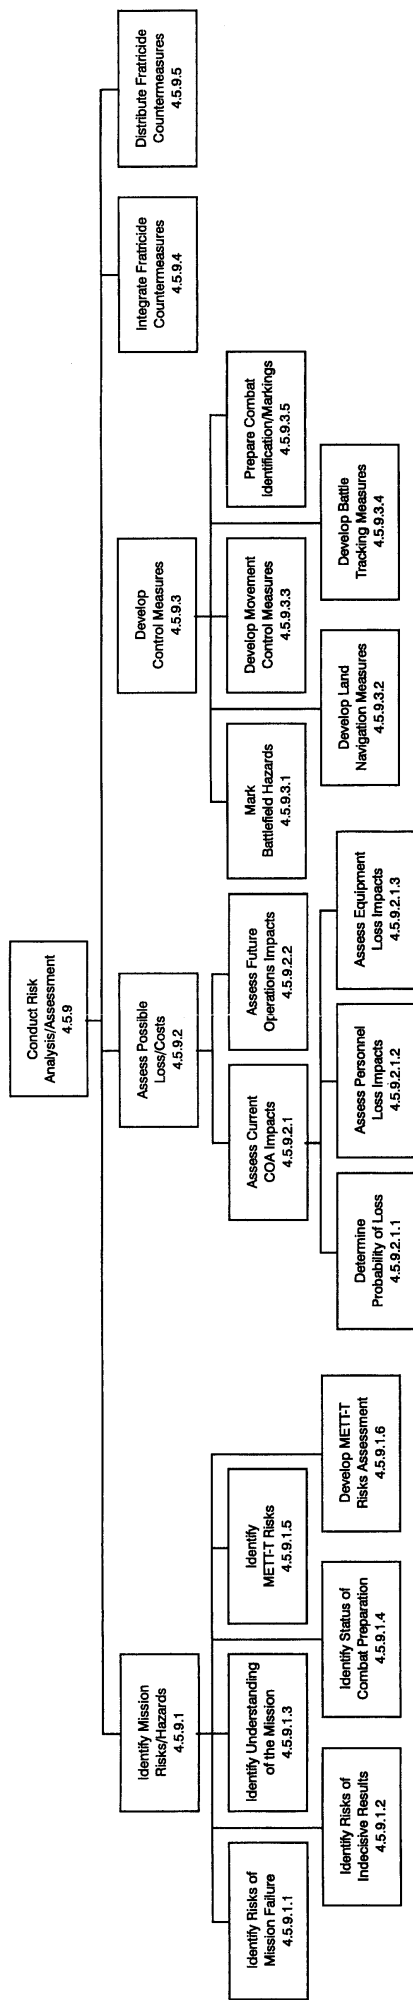 Conduct Risk
Analysis/Assessment
4.5.9
Identify Mission
Risks/Hazards
4.5.9.1
Assess Possible
Loss/Costs
4.5.9.2
Develop
Control Measures
4.5.9.3
Integrate Fratricide
Countermeasures
4.5.9.4
Distribute Fratricide
Countermeasures
4.5.9.5
Identify Risks of
Mission Failure
4.5.9.1.1
Identify Understanding
of the Mission
4.5.9.1.3
Identify
METT-T Risks
4.5.9.1.5
Assess Current
COA Impacts
4.5.9.2.1
Assess Future
Operations Impacts
4.5.9.2.2
Mark
Battlefield Hazards
4.5.9.3.1
Develop Movement
Control Measures
4.5.9.3.3
Prepare Combat
Identification/Markings
4.5.9.3.5
Identify Risks of
Indecisive Results
4.5.9.1.2
Identify Status of
Combat Preparation
4.5.9.1.4
Develop METT-T
Risks Assessment
4.5.9.1.6
Determine
Probability of Loss
4.5.9.2.1.1
Assess Personnel
Loss Impacts
4.5.9.2.1.2
Assess Equipment
Loss Impacts
4.5.9.2.1.3
Develop Land
Navigation Measures
4.5.9.3.2
Develop Battle
Tracking Measures
4.5.9.3.4